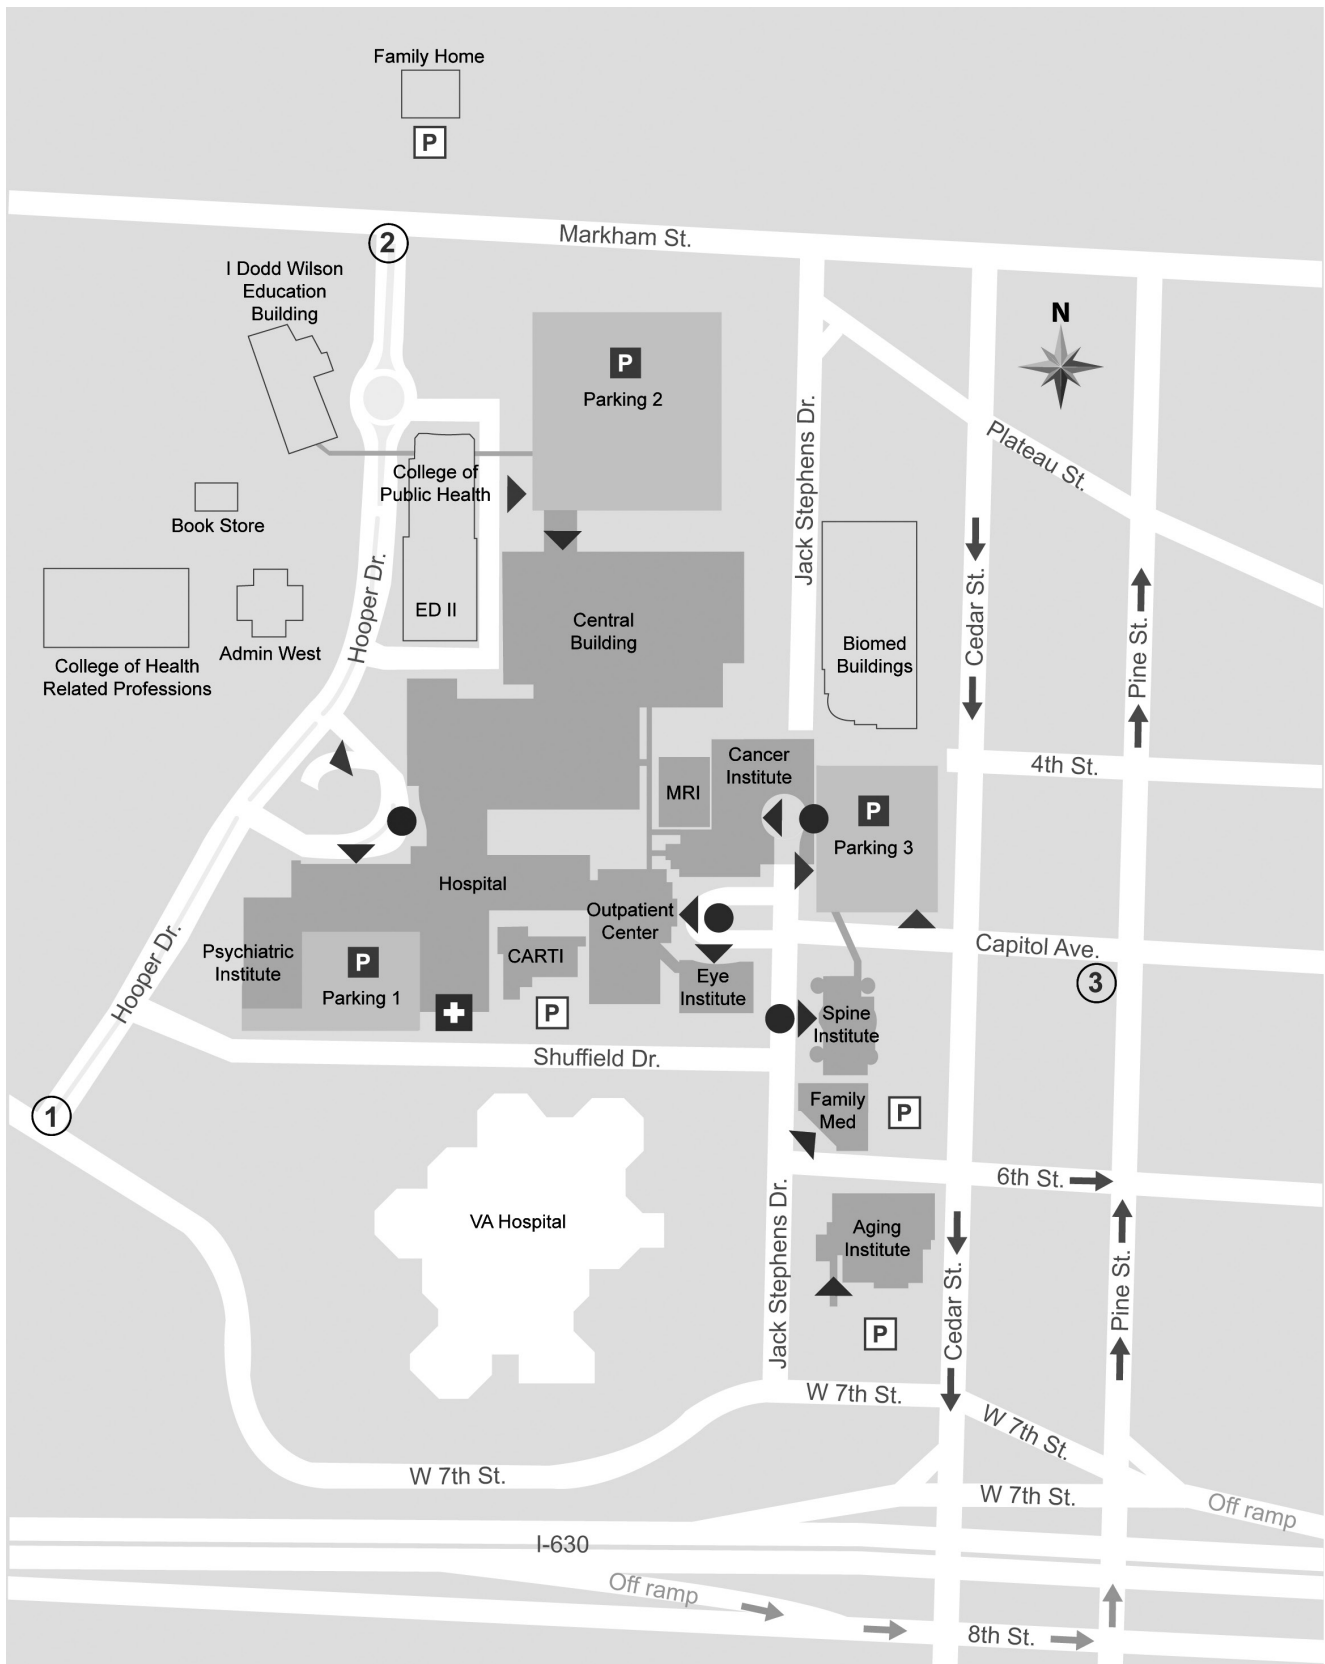 Family Home
P
Markham St.
2
I Dodd Wilson
Education
Building
N
P
Parking 2
Jack Stephens Dr.
Plateau St.
College of
Public Health
Book Store
Hooper Dr.
ED II
Central
Building
Cedar St.
Pine St.
Biomed
Buildings
Admin West
College of Health
Related Professions
Cancer
Institute
4th St.
MRI
P
Parking 3
Hospital
Outpatient
Center
Capitol Ave.
3
Psychiatric
Institute
P
Parking 1
CARTI
P
Eye
Institute
Spine
Institute
Hooper Dr.
Shuffield Dr.
1
Family
Med
P
6th St.
VA Hospital
Jack Stephens Dr.
Aging
Institute
P
Cedar St.
Pine St.
W 7th St.
W 7th St.
W 7th St.
W 7th St.
Off ramp
I-630
Off ramp
8th St.